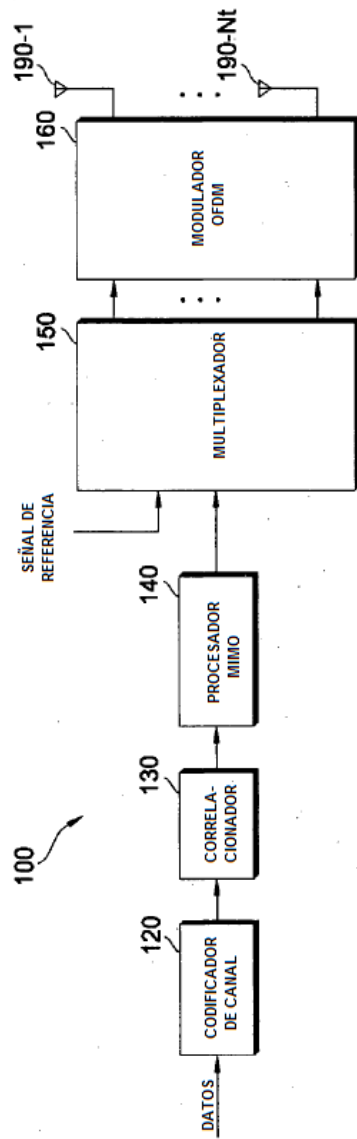 100
DATOS
120
CODIFICADOR
DE CANAL
130
CORRELA-
CIONADOR
140
PROCESADOR
MIMO
SEÑAL DE
REFERENCIA
150
MULTIPLEXADOR
160
MODULADOR
OFDM
190-1
190-Nt